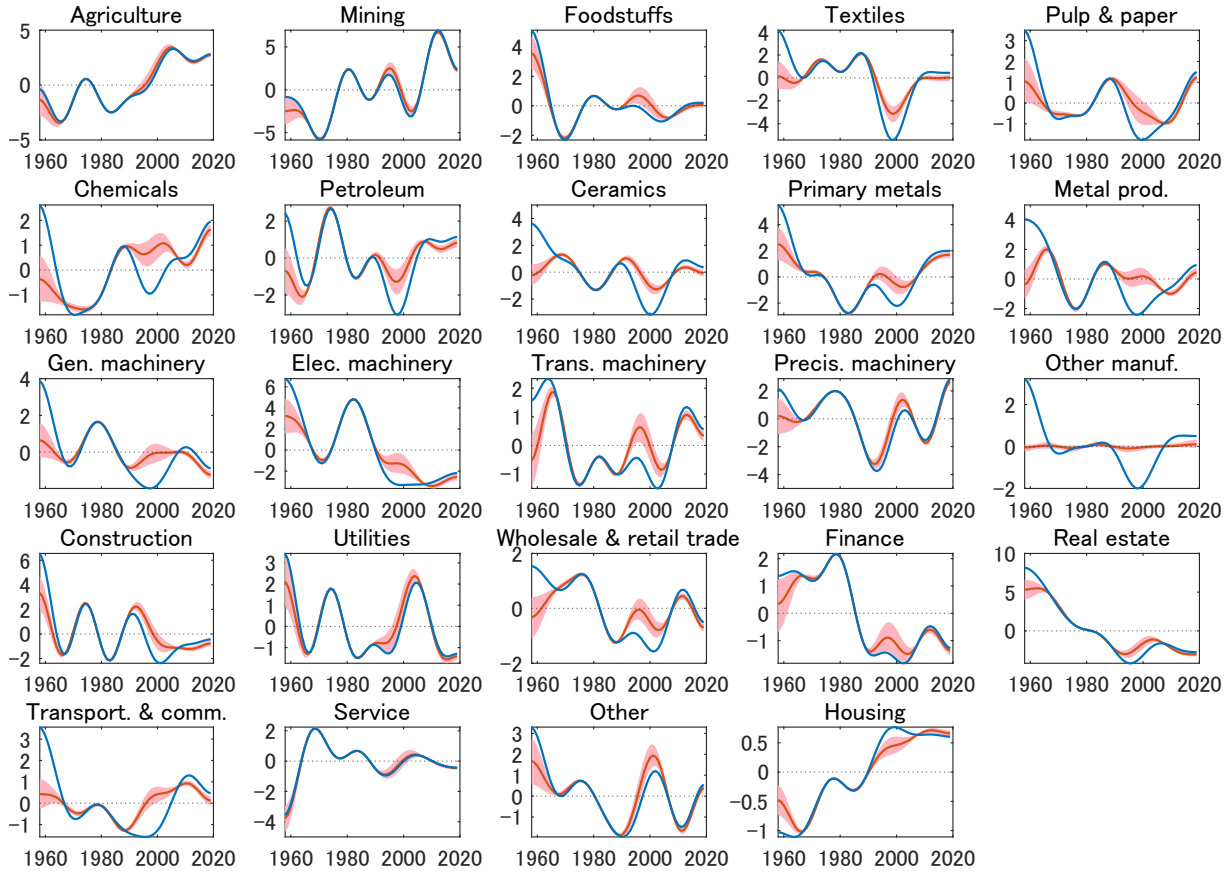 Agriculture
5
0
−5
1960 1980 2000 2020
Mining
5
0
−5
1960 1980 2000 2020
Foodstuffs
4
2
0
−2
1960 1980 2000 2020
Textiles
4
2
0
−2
−4
1960 1980 2000 2020
Pulp & paper
3
2
1
0
−1
1960 1980 2000 2020
Chemicals
2
1
0
−1
1960 1980 2000 2020
Petroleum
2
0
−2
1960 1980 2000 2020
Ceramics
4
2
0
−2
1960 1980 2000 2020
Primary metals
4
2
0
−2
1960 1980 2000 2020
Metal prod.
4
2
0
−2
1960 1980 2000 2020
Gen. machinery
4
2
0
1960 1980 2000 2020
Elec. machinery
6
4
2
0
−2
1960 1980 2000 2020
Trans. machinery
2
1
0
−1
1960 1980 2000 2020
Precis. machinery
2
0
−2
−4
1960 1980 2000 2020
Other manuf.
2
0
−2
1960 1980 2000 2020
Construction
6
4
2
0
−2
1960 1980 2000 2020
Utilities
3
2
1
0
−1
1960 1980 2000 2020
Wholesale & retail trade
2
0
−2
1960 1980 2000 2020
Finance
2
1
0
−1
1960 1980 2000 2020
Real estate
10
5
0
1960 1980 2000 2020
Transport. & comm.
3
2
1
0
−1
1960 1980 2000 2020
Service
2
0
−2
−4
1960 1980 2000 2020
Other
3
2
1
0
−1
1960 1980 2000 2020
Housing
0.5
0
−0.5
−1
1960 1980 2000 2020